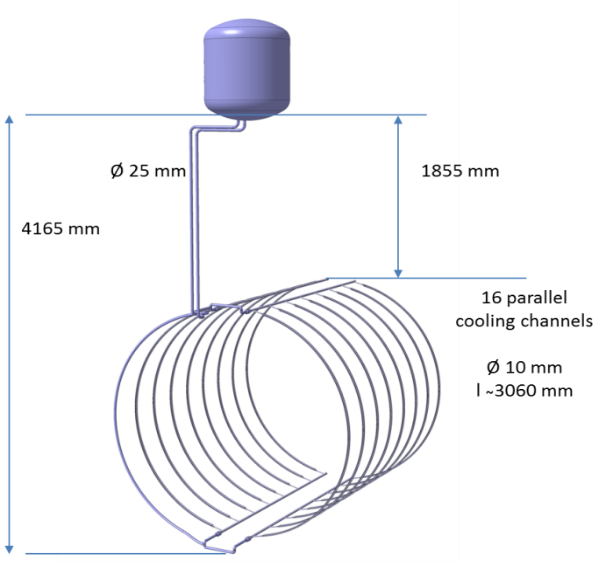 Ø 25 mm
1855 mm
4165 mm
16 parallel
cooling channels
Ø 10 mm
l ~3060 mm